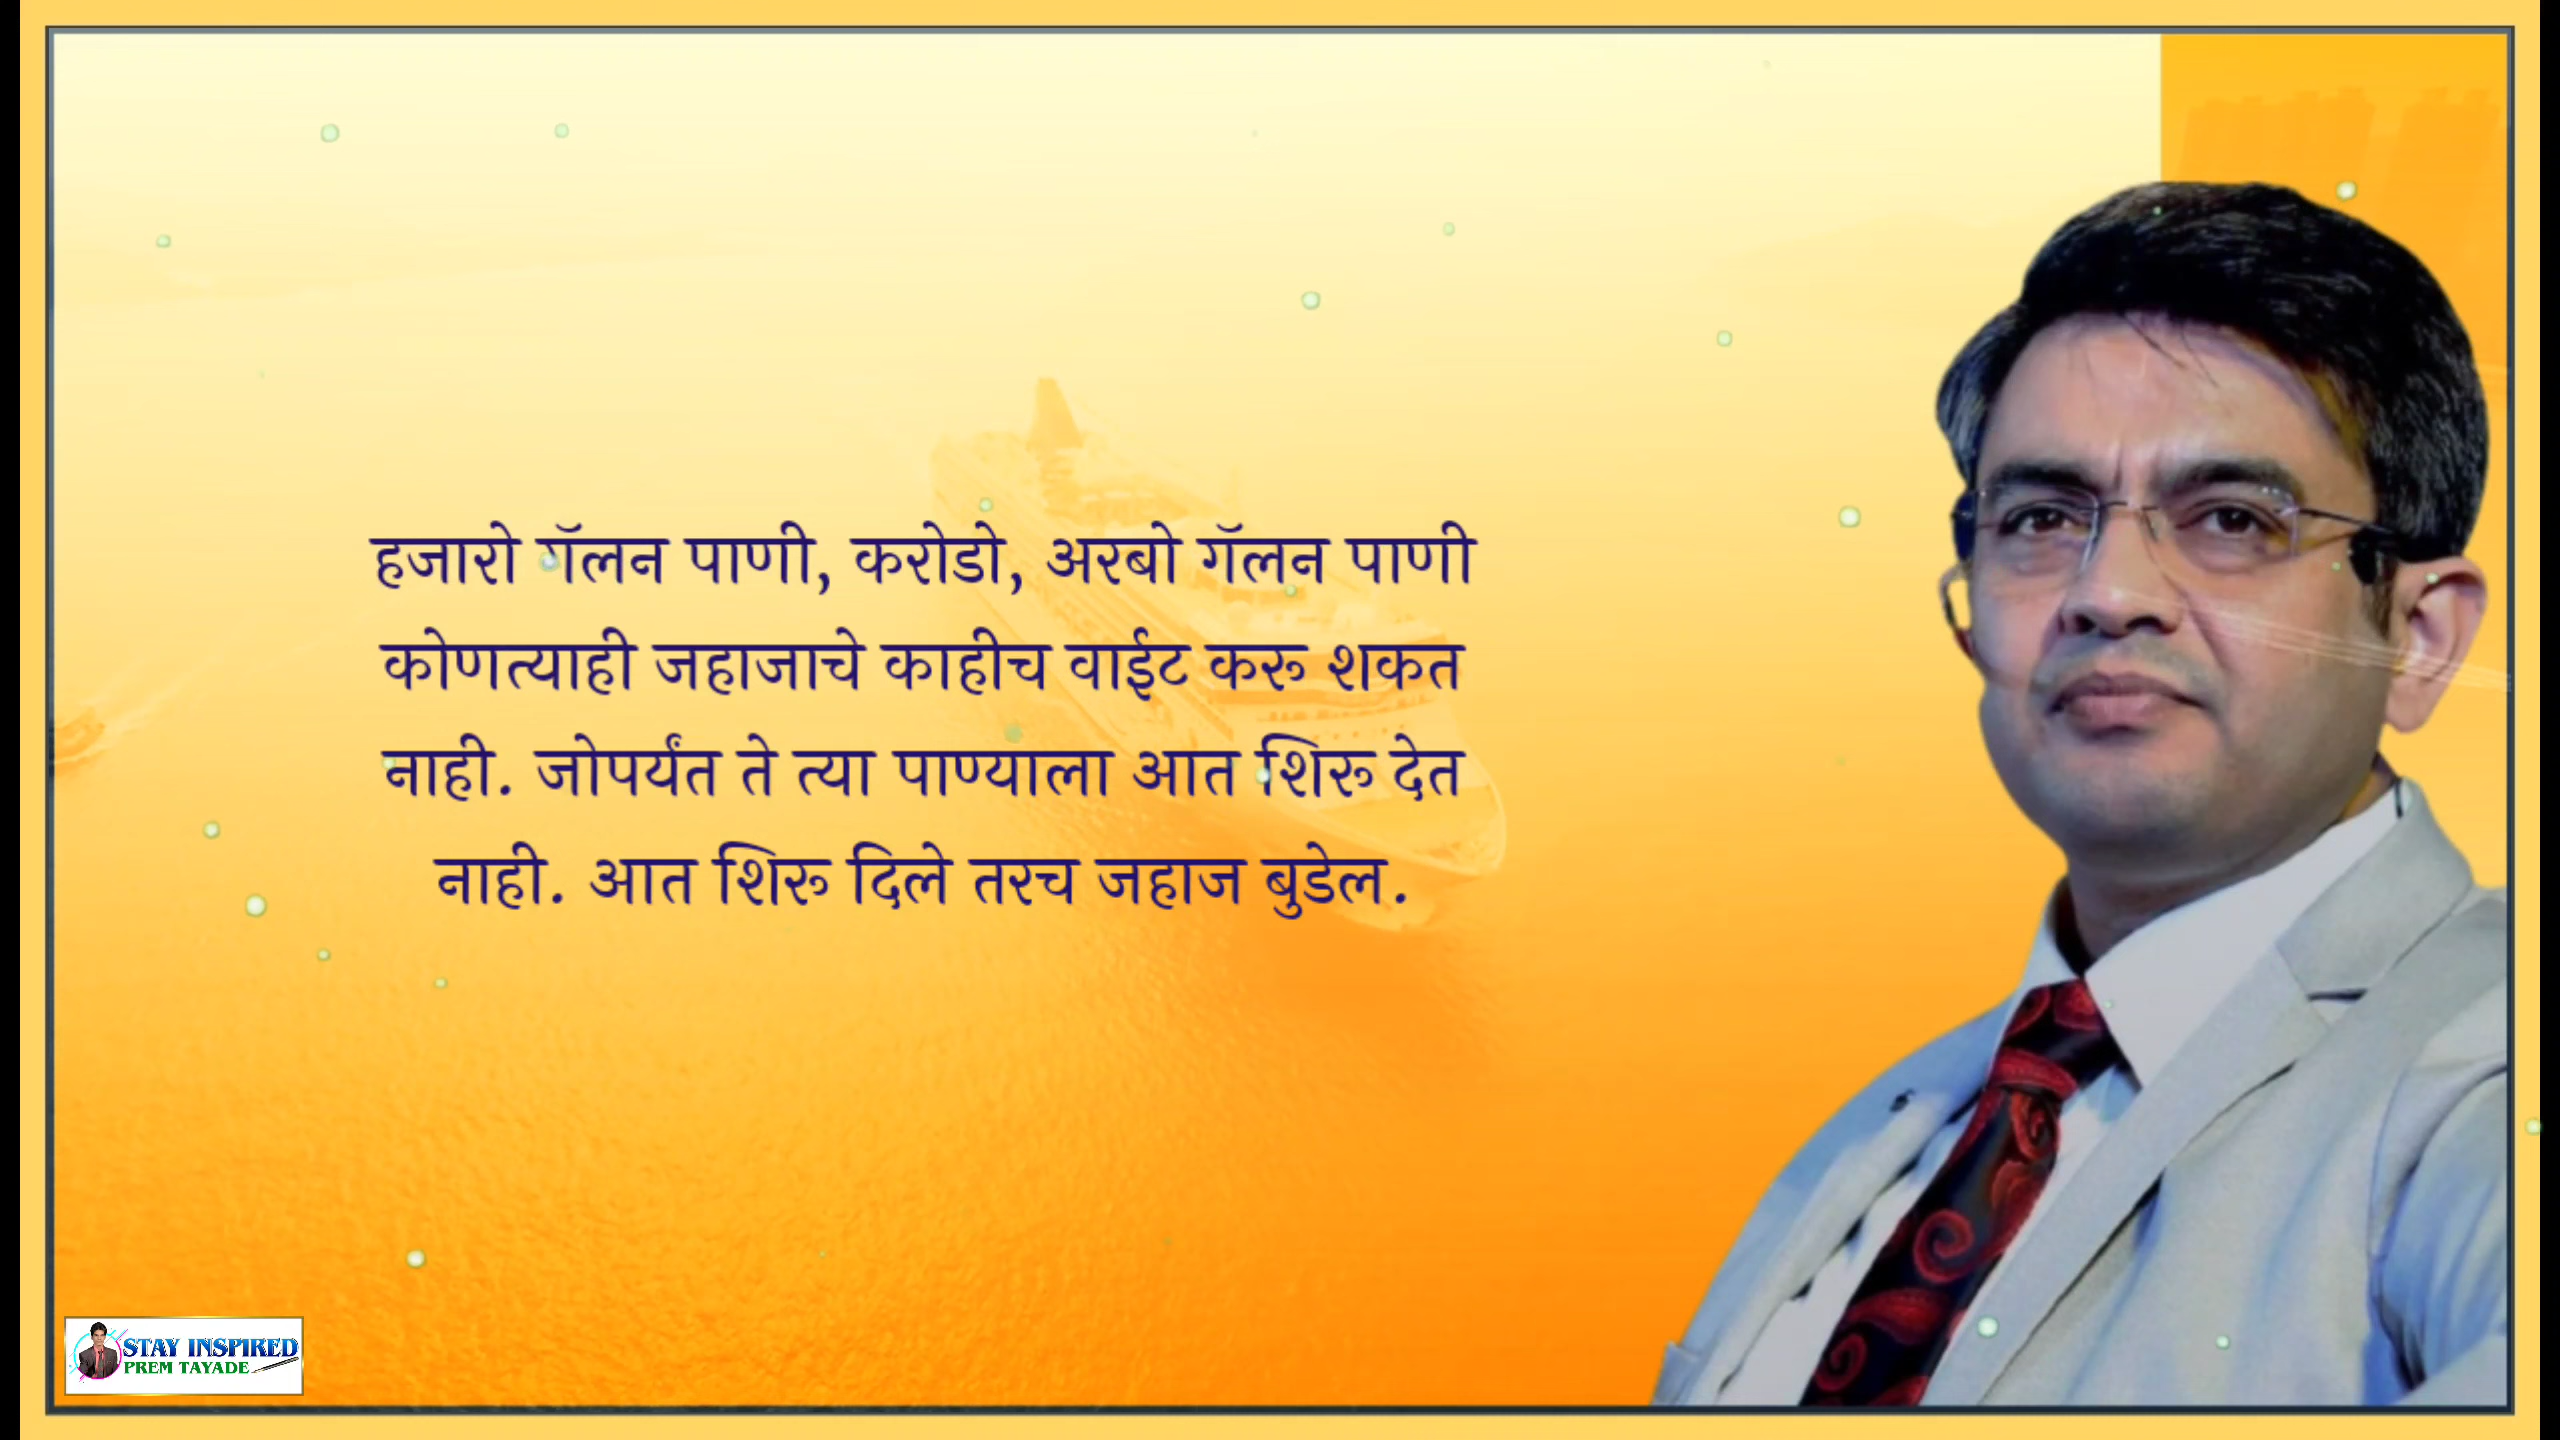 हजारो गॅलन पाणी, करोडो, अरबो गॅलन पाणी
कोणत्याही जहाजाचे काहीच वाईट करू शकत
नाही. जोपर्यंत ते त्या पाण्याला आत शिरू देत
नाही. आत शिरू दिले तरच जहाज बुडेल.
STAY INSPIRED
PREM TAYADE